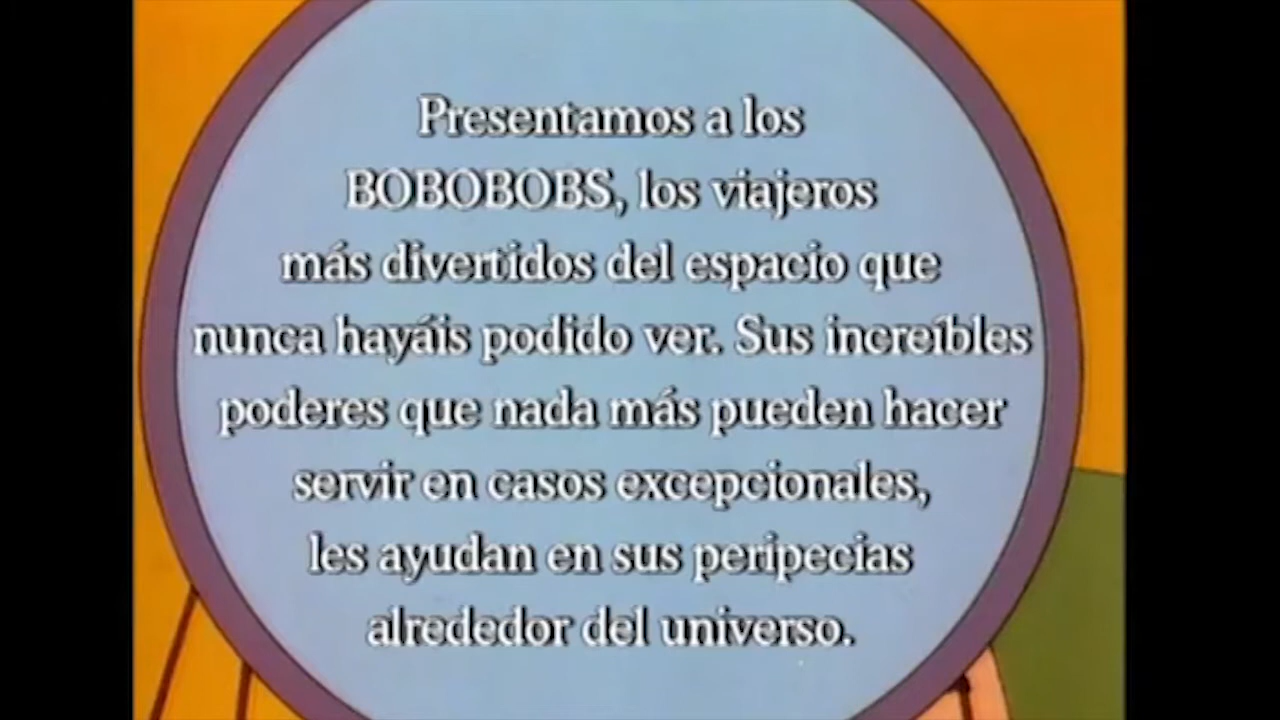 Presentamos a los
BOBOBOBS, los viajeros
más divertidos del espacio que
nunca hayáis podido ver. Sus increíbles
poderes que nada más pueden hacer
servir en casos excepcionales,
les ayudan en sus peripecias
alrededor del universo.